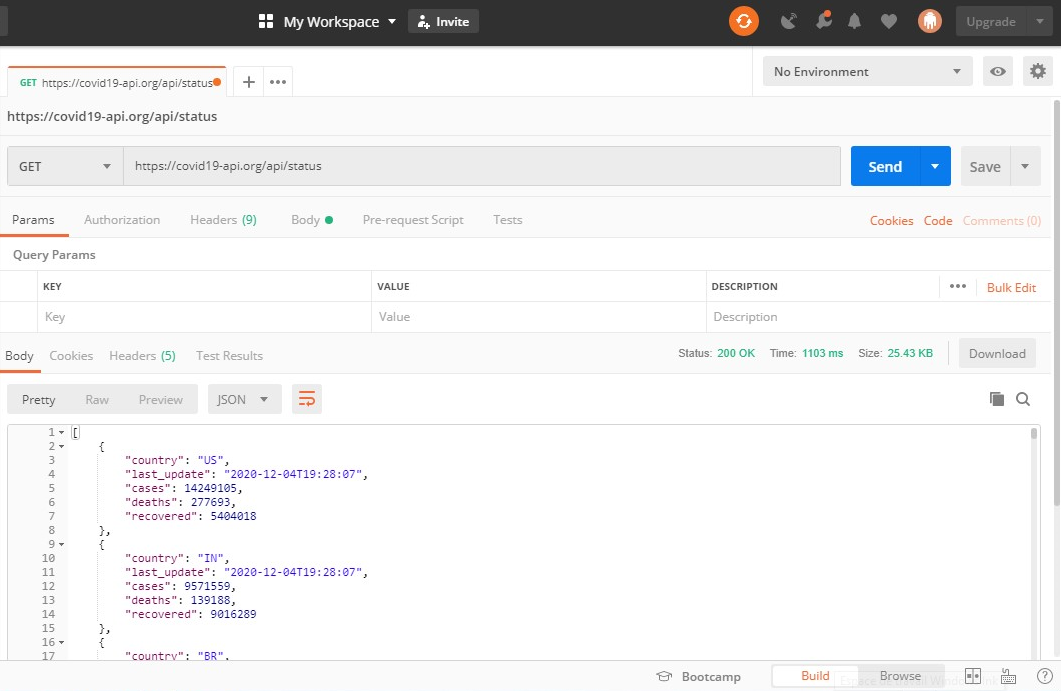 My Workspace Invite Upgrade
GET https://covid19-api.org/api/status No Environment
https://covid19-api.org/api/status
GET https://covid19-api.org/api/status Send Save
Params Authorization Headers (9) Body Pre-request Script Tests Cookies Code Comments (0)
Query Params
KEY VALUE DESCRIPTION Bulk Edit
Key Value Description
Body Cookies Headers (5) Test Results Status: 200 OK Time: 1103 ms Size: 25.43 KB Download
Pretty Raw Preview JSON
1 [
2 {
3 "country": "US",
4 "last_update": "2020-12-04T19:28:07",
5 "cases": 14249105,
6 "deaths": 277693,
7 "recovered": 5404018
8 },
9 {
10 "country": "IN",
11 "last_update": "2020-12-04T19:28:07",
12 "cases": 9571559,
13 "deaths": 139188,
14 "recovered": 9016289
15 },
16 {
17 "country": "BR",
Bootcamp Build Browse